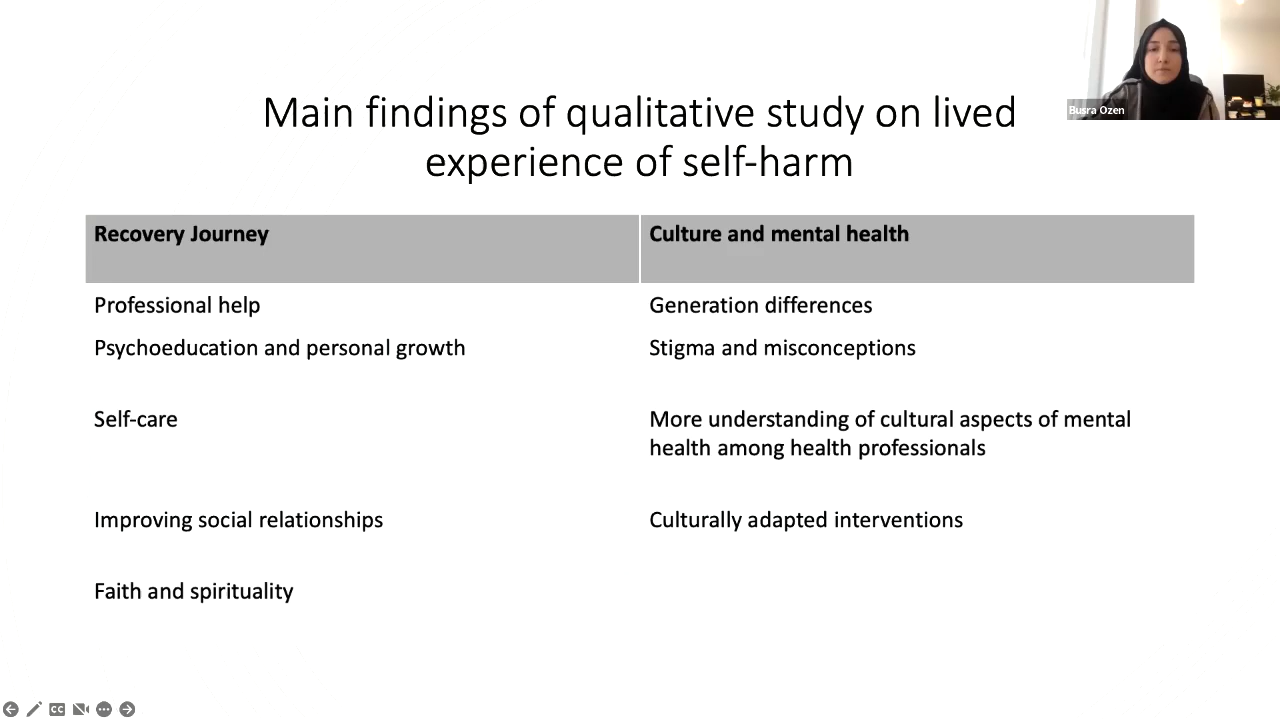 Main findings of qualitative study on lived
experience of self-harm
Busra Ozen
Recovery Journey
Culture and mental health
Professional help
Generation differences
Psychoeducation and personal growth
Stigma and misconceptions
Self-care
More understanding of cultural aspects of mental
health among health professionals
Improving social relationships
Culturally adapted interventions
Faith and spirituality
CC